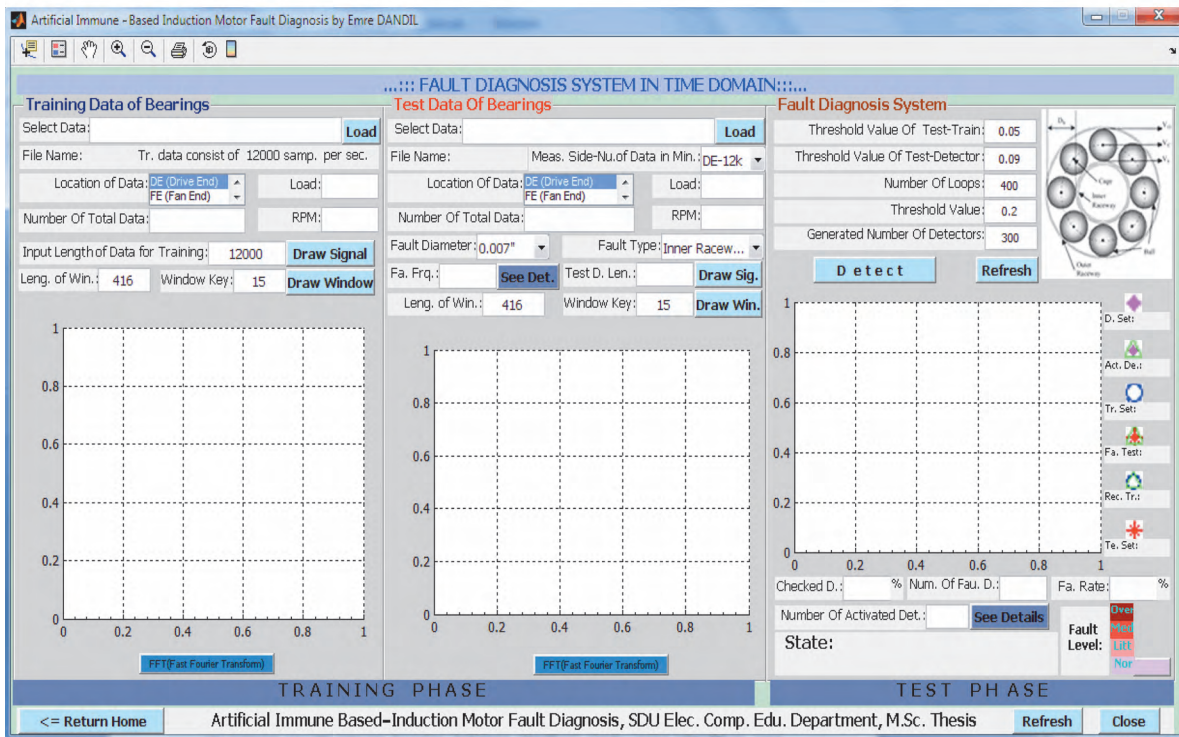 Artificial Immune -Based Induction Motor Fault Diagnosis by Emre DANDIL
...::: FAULT DIAGNOSIS SYSTEM IN TIME DOMAIN:::...
Training Data of Bearings
Select Data: Load
File Name: Tr. data consist of 12000 samp. per sec.
Location of Data: DE (Drive End) Load:
FE (Fan End)
Number Of Total Data: RPM:
Input Length of Data for Training: 12000 Draw Signal
Leng. of Win.: 416 Window Key: 15 Draw Window
1
0.8
0.6
0.4
0.2
0
0 0.2 0.4 0.6 0.8 1
FFT(Fast Fourier Transform)
Test Data Of Bearings
Select Data: Load
File Name: Meas. Side-Nu.of Data in Min.: DE-12k
Location Of Data: DE (Drive End) Load:
FE (Fan End)
Number Of Total Data: RPM:
Fault Diameter: 0.007" Fault Type: Inner Racew...
Fa. Frq.: See Det. Test D. Len.: Draw Sig.
Leng. of Win.: 416 Window Key: 15 Draw Win.
1
0.8
0.6
0.4
0.2
0
0 0.2 0.4 0.6 0.8 1
FFT(Fast Fourier Transform)
Fault Diagnosis System
Threshold Value Of Test-Train: 0.05
Threshold Value Of Test-Detector: 0.09
Number Of Loops: 400
Threshold Value: 0.2
Generated Number Of Detectors: 300
Detect Refresh
Cage
Inner
Raceway
Ball
Outer
Raceway
1
0.8
0.6
0.4
0.2
0
0 0.2 0.4 0.6 0.8 1
D. Set:
Act. De.:
Tr. Set:
Fa. Test:
Rec. Tr.:
Te. Set:
Checked D.: % Num. Of Fau. D.: Fa. Rate: %
Number Of Activated Det.: See Details
State:
Fault
Level:
Over
Med
Litt
Nor
TRAINING PHASE
TEST PHASE
<= Return Home Artificial Immune Based-Induction Motor Fault Diagnosis, SDU Elec. Comp. Edu. Department, M.Sc. Thesis Refresh Close